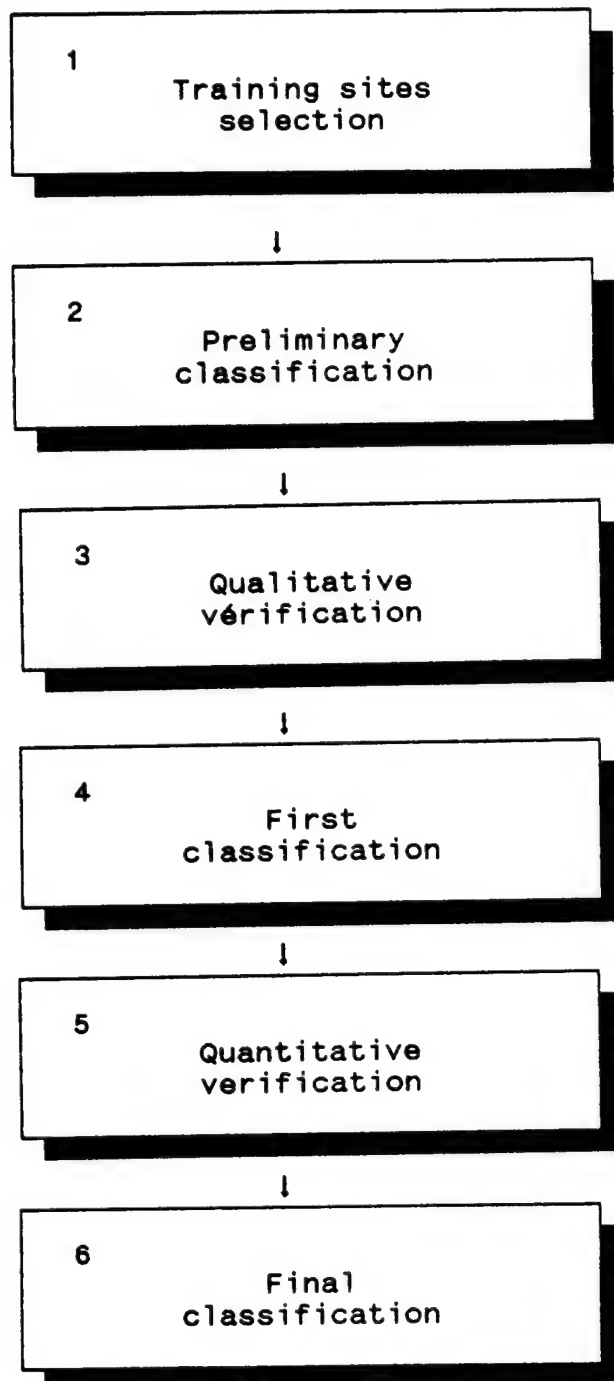 1
Training sites
selection
↓
2
Preliminary
classification
↓
3
Qualitative
vérification
↓
4
First
classification
↓
5
Quantitative
verification
↓
6
Final
classification